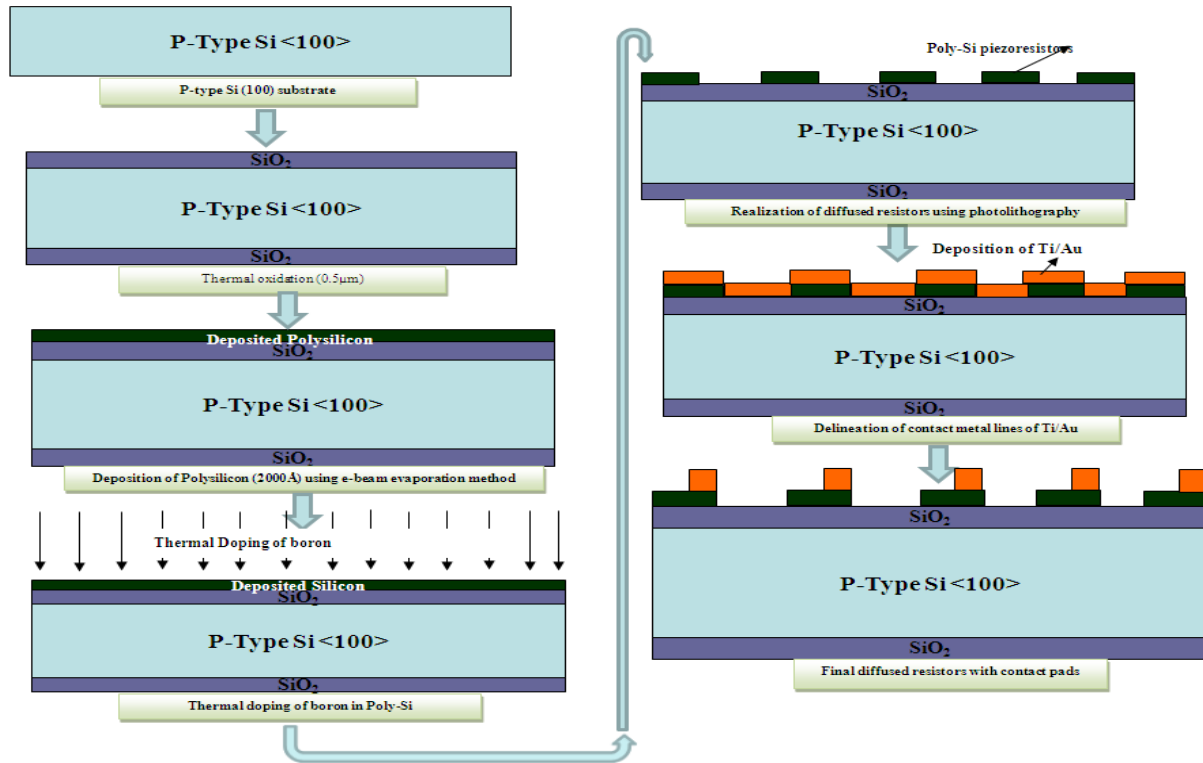 P-Type Si <100>
P-type Si (100) substrate
SiO2
P-Type Si <100>
SiO2
Thermal oxidation (0.5µm)
Deposited Polysilicon
SiO2
P-Type Si <100>
SiO2
Deposition of Polysilicon (2000Å) using e-beam evaporation method
Thermal Doping of boron
Deposited Silicon
SiO2
P-Type Si <100>
SiO2
Thermal doping of boron in Poly-Si
Poly-Si piezoresistors
SiO2
P-Type Si <100>
SiO2
Realization of diffused resistors using photolithography
Deposition of Ti/Au
SiO2
P-Type Si <100>
SiO2
Delineation of contact metal lines of Ti/Au
SiO2
P-Type Si <100>
SiO2
Final diffused resistors with contact pads